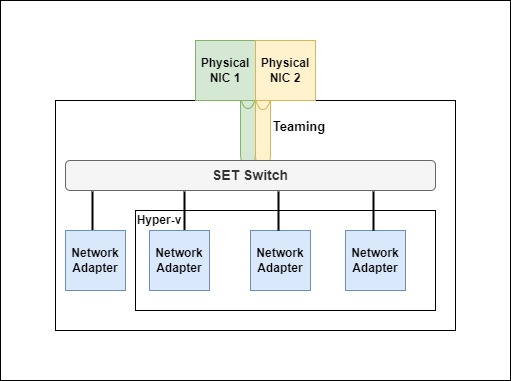 Physical
NIC 1
Physical
NIC 2
Teaming
SET Switch
Hyper-v
Network
Adapter
Network
Adapter
Network
Adapter
Network
Adapter